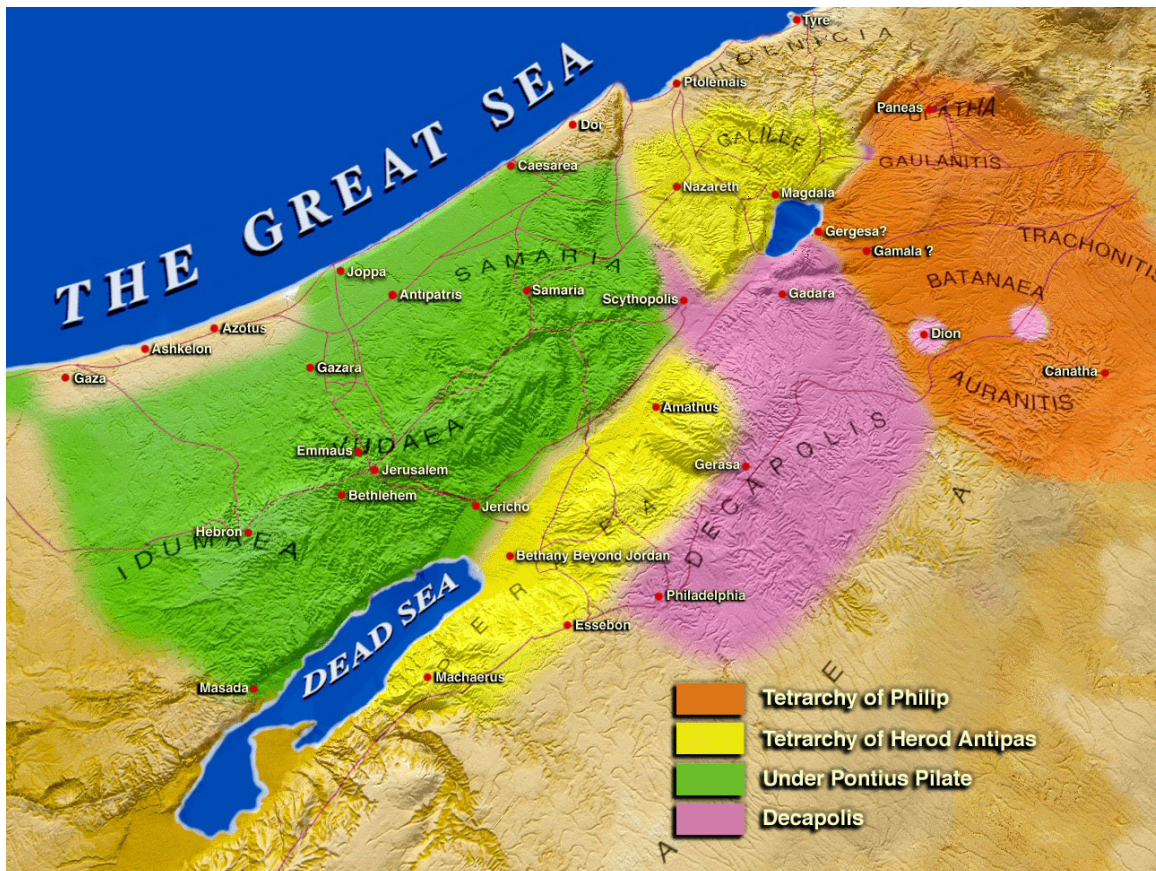 THE GREAT SEA
Tyre
PHOENICIA
Ptolemais
Paneas
Dor
GALILEE
GAULANITIS
Caesarea
Nazareth
Magdala
Gergesa?
Gamala ?
TRACHONITIS
BATANAEA
Joppa
SAMARIA
Antipatris
Samaria
Scythopolis
Gadara
Azotus
Ashkelon
Dion
Gaza
Gazara
Canatha
AURANITIS
Amathus
JUDAEA
Emmaus
Jerusalem
Gerasa
DECAPOLIS
Bethlehem
Jericho
Hebron
IDUMAEA
Bethany Beyond Jordan
PERAEA
DEAD SEA
Philadelphia
Essebon
Machaerus
Masada
Tetrarchy of Philip
Tetrarchy of Herod Antipas
Under Pontius Pilate
Decapolis